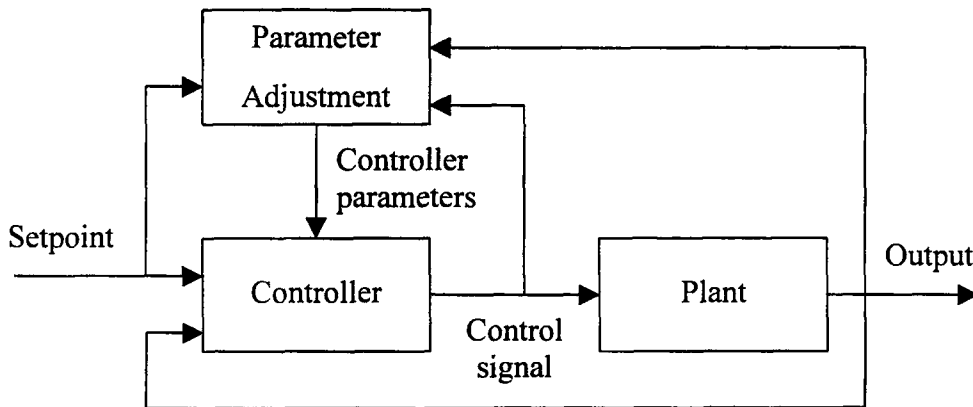 Parameter
Adjustment
Controller
parameters
Setpoint
Controller
Plant
Output
Control
signal